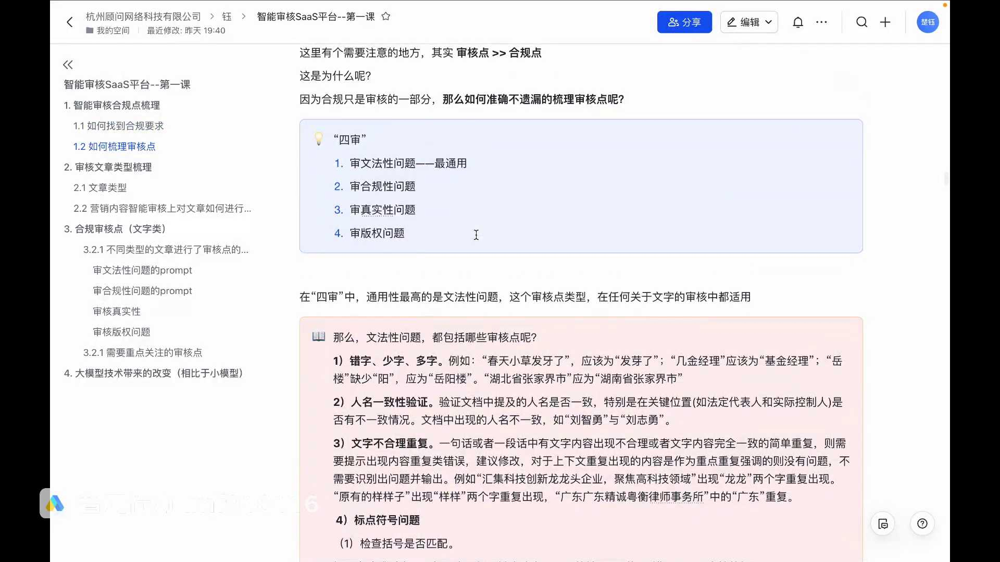 杭州顾问网络科技有限公司 > 钰 > 智能审核SaaS平台--第一课
我的空间 | 最近修改: 昨天 19:40
分享
编辑
楚钰
智能审核SaaS平台--第一课
1. 智能审核合规点梳理
1.1 如何找到合规要求
1.2 如何梳理审核点
2. 审核文章类型梳理
2.1 文章类型
2.2 营销内容智能审核上对文章如何进行...
3. 合规审核点（文字类）
3.2.1 不同类型的文章进行了审核点的...
审文法性问题的prompt
审合规性问题的prompt
审核真实性
审核版权问题
3.2.1 需要重点关注的审核点
4. 大模型技术带来的改变（相比于小模型）
这里有个需要注意的地方，其实 审核点 >> 合规点
这是为什么呢？
因为合规只是审核的一部分，那么如何准确不遗漏的梳理审核点呢？
“四审”
1. 审文法性问题——最通用
2. 审合规性问题
3. 审真实性问题
4. 审版权问题
在“四审”中，通用性最高的是文法性问题，这个审核点类型，在任何关于文字的审核中都适用
那么，文法性问题，都包括哪些审核点呢？
1）错字、少字、多字。例如：“春天小草发牙了”，应该为“发芽了”；“几金经理”应该为“基金经理”；“岳
楼”缺少“阳”，应为“岳阳楼”。“湖北省张家界市”应为“湖南省张家界市”
2）人名一致性验证。验证文档中提及的人名是否一致，特别是在关键位置(如法定代表人和实际控制人)是
否有不一致情况。文档中出现的人名不一致，如“刘智勇”与“刘志勇”。
3）文字不合理重复。一句话或者一段话中有文字内容出现不合理或者文字内容完全一致的简单重复，则需
要提示出现内容重复类错误，建议修改，对于上下文重复出现的内容是作为重点重复强调的则没有问题，不
需要识别出问题并输出。例如“汇集科技创新龙龙头企业，聚焦高科技领域”出现“龙龙”两个字重复出现。
“原有的样样子”出现“样样”两个字重复出现，“广东广东精诚粤衡律师事务所”中的“广东”重复。
4）标点符号问题
（1）检查括号是否匹配。